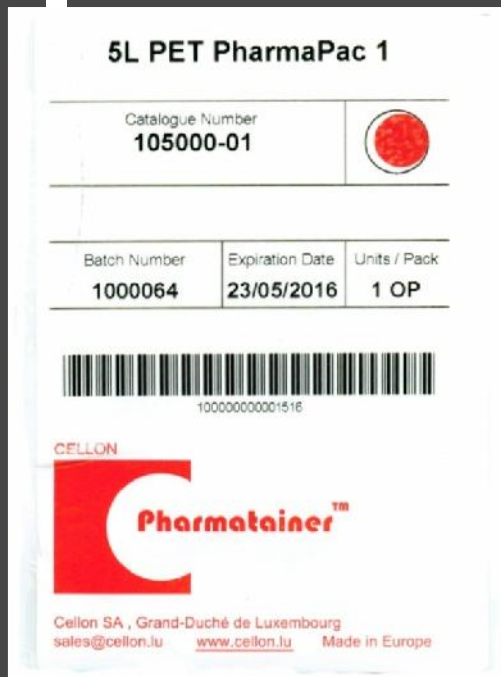 5L PET PharmaPac 1
Catalogue Number
105000-01
Batch Number
Expiration Date
Units / Pack
1000064
23/05/2016
1 OP
100000000001516
CELLON
Pharmatainer™
Cellon SA , Grand-Duché de Luxembourg
sales@cellon.lu www.cellon.lu Made in Europe